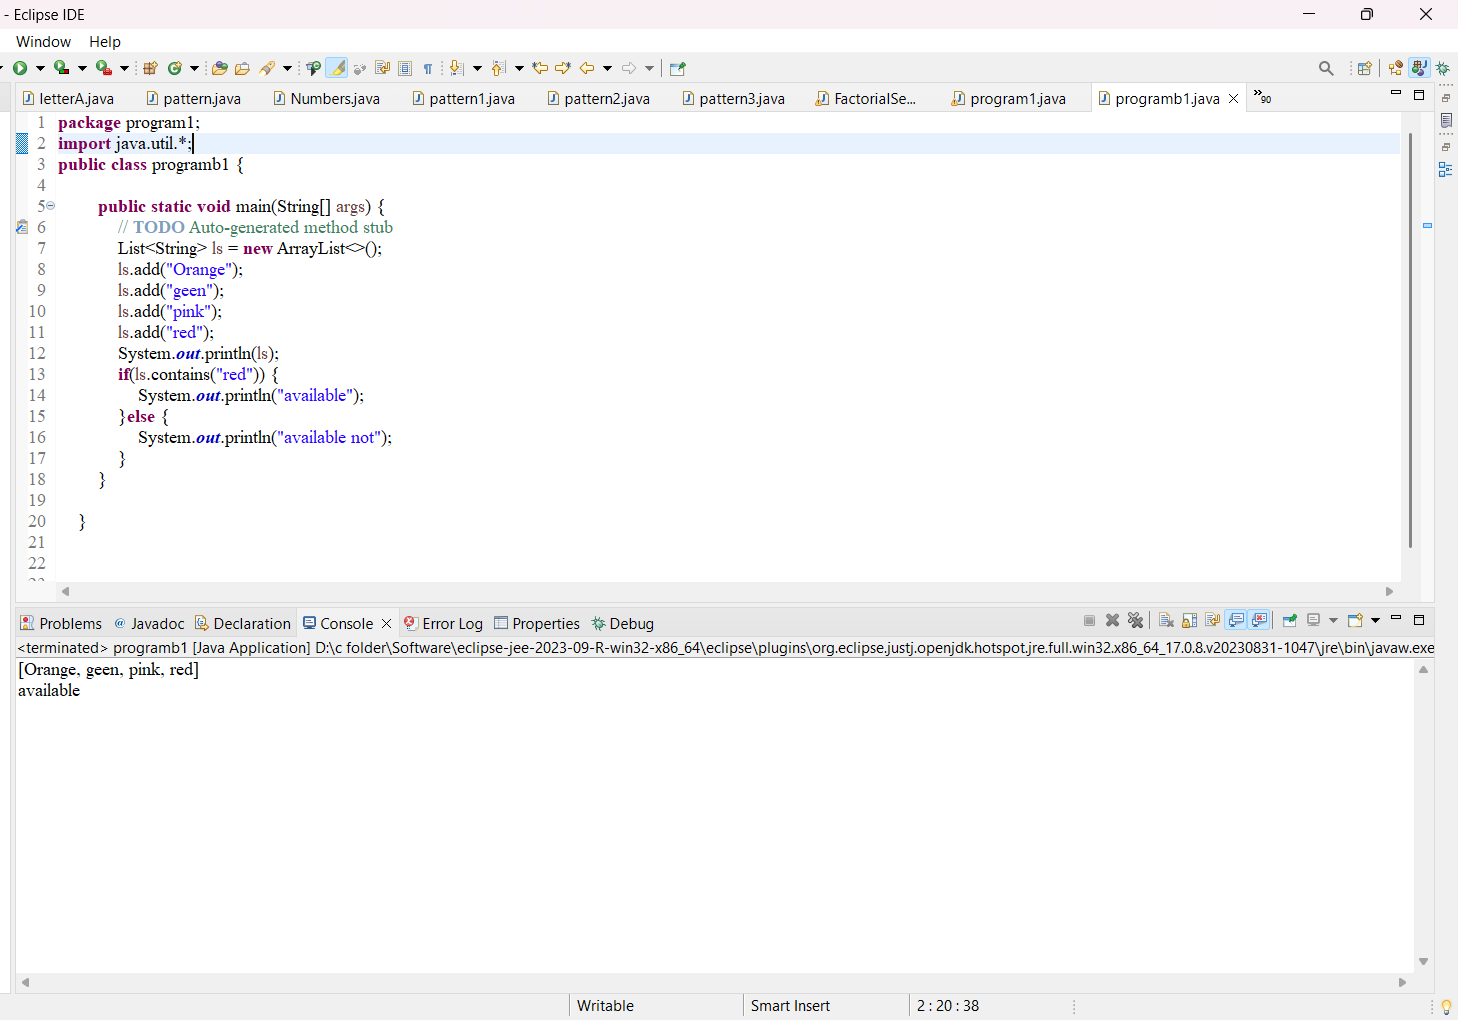 - Eclipse IDE
Window Help
letterA.java pattern.java Numbers.java pattern1.java pattern2.java pattern3.java FactorialSe... program1.java programb1.java »90
1 package program1;
2 import java.util.*;
3 public class programb1 {
4
5 public static void main(String[] args) {
6 // TODO Auto-generated method stub
7 List<String> ls = new ArrayList<>();
8 ls.add("Orange");
9 ls.add("geen");
10 ls.add("pink");
11 ls.add("red");
12 System.out.println(ls);
13 if(ls.contains("red")) {
14 System.out.println("available");
15 }else {
16 System.out.println("available not");
17 }
18 }
19
20 }
21
22
Problems Javadoc Declaration Console Error Log Properties Debug
<terminated> programb1 [Java Application] D:\c folder\Software\eclipse-jee-2023-09-R-win32-x86_64\eclipse\plugins\org.eclipse.justj.openjdk.hotspot.jre.full.win32.x86_64_17.0.8.v20230831-1047\jre\bin\javaw.exe
[Orange, geen, pink, red]
available
Writable Smart Insert 2 : 20 : 38